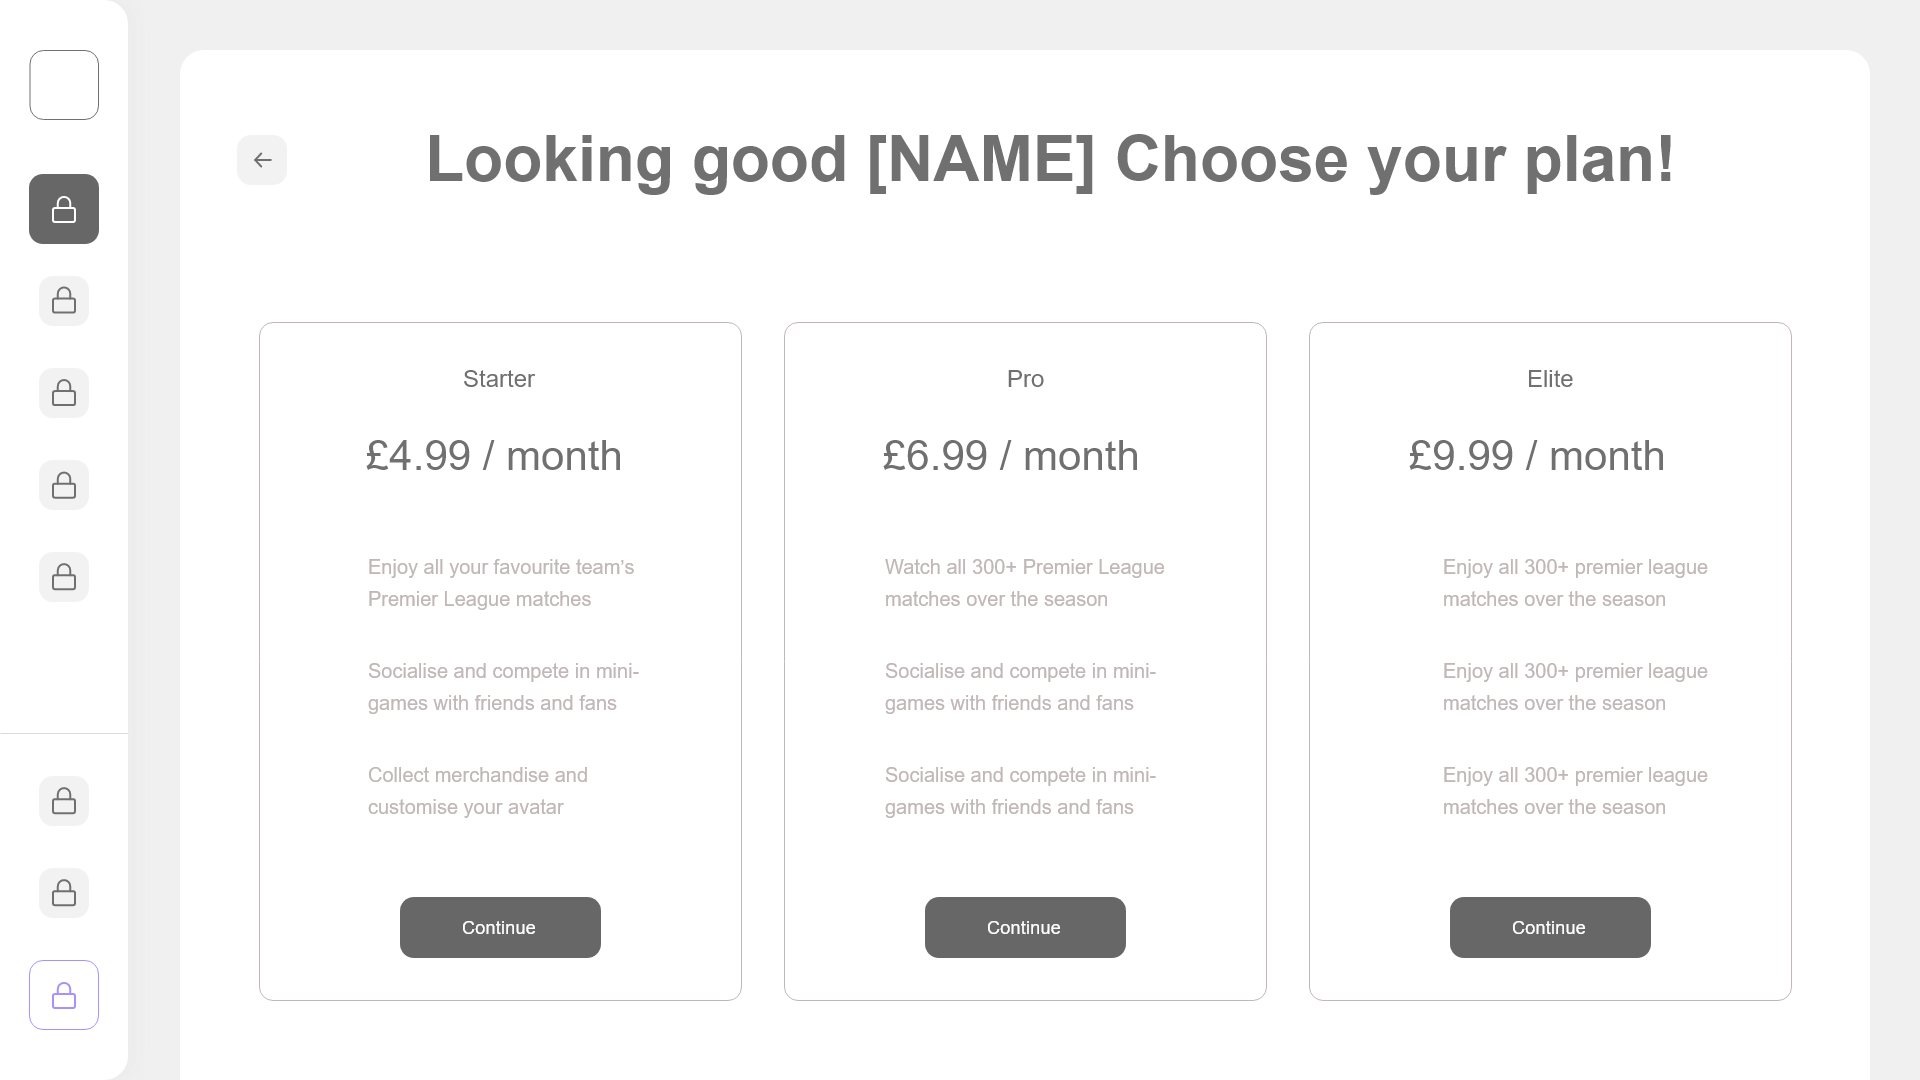 Looking good [NAME] Choose your plan!
Starter
£4.99 / month
Enjoy all your favourite team's
Premier League matches
Socialise and compete in mini-
games with friends and fans
Collect merchandise and
customise your avatar
Continue
Pro
£6.99 / month
Watch all 300+ Premier League
matches over the season
Socialise and compete in mini-
games with friends and fans
Socialise and compete in mini-
games with friends and fans
Continue
Elite
£9.99 / month
Enjoy all 300+ premier league
matches over the season
Enjoy all 300+ premier league
matches over the season
Enjoy all 300+ premier league
matches over the season
Continue